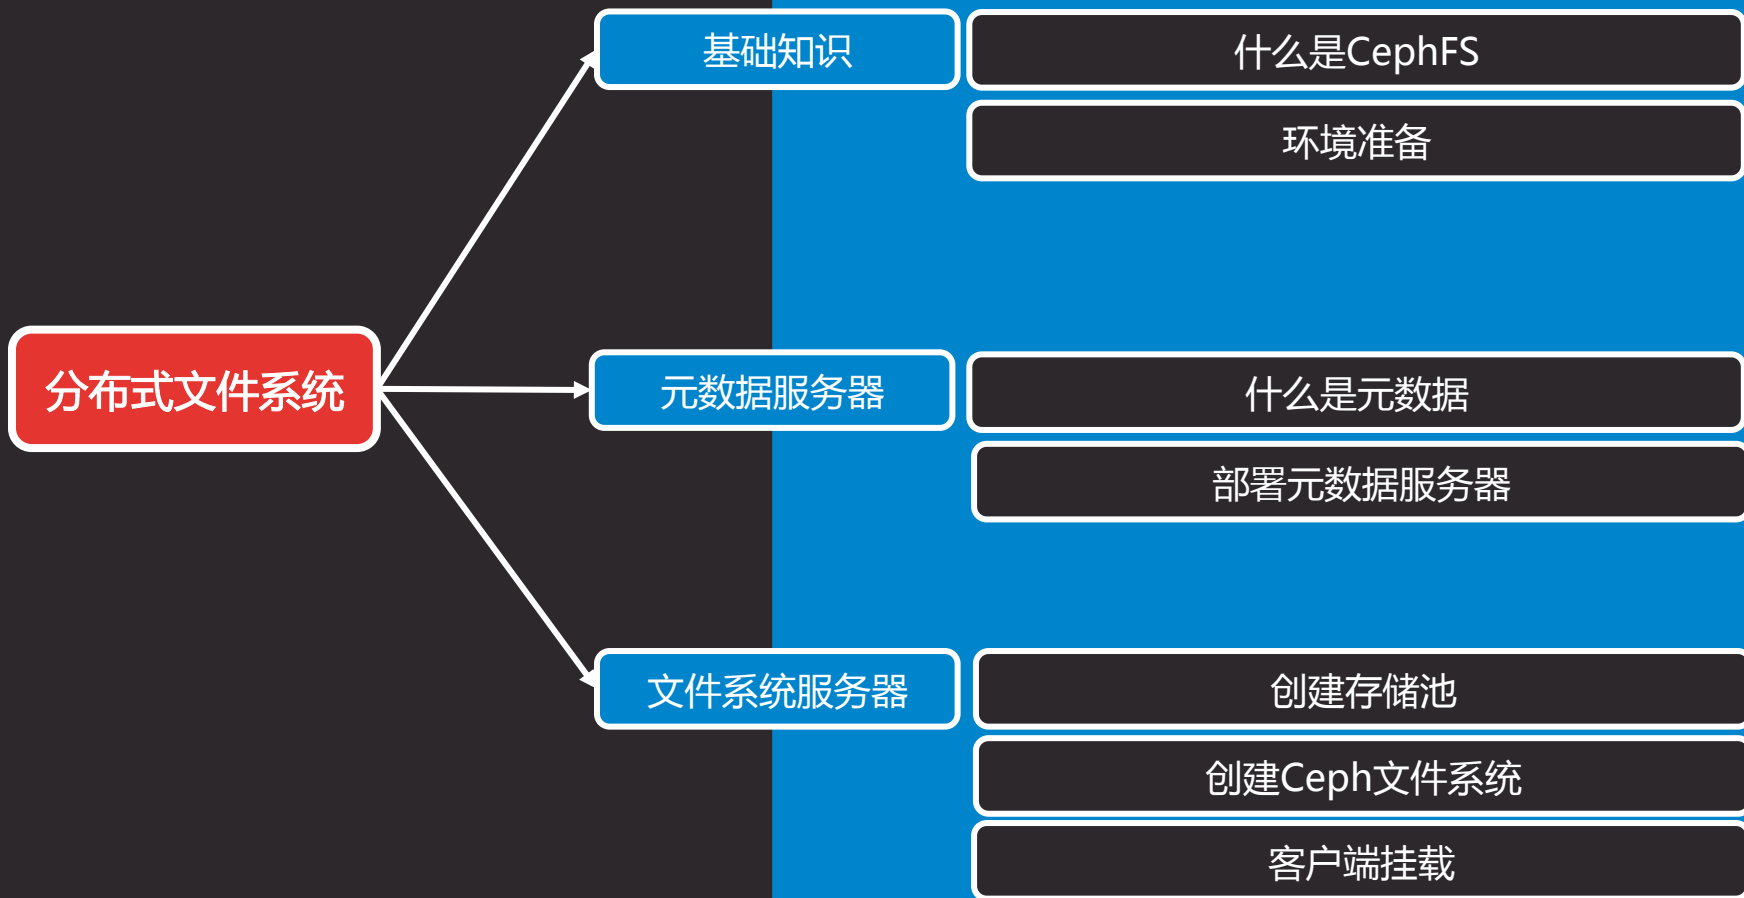 分布式文件系统
基础知识
什么是CephFS
环境准备
元数据服务器
什么是元数据
部署元数据服务器
文件系统服务器
创建存储池
创建Ceph文件系统
客户端挂载